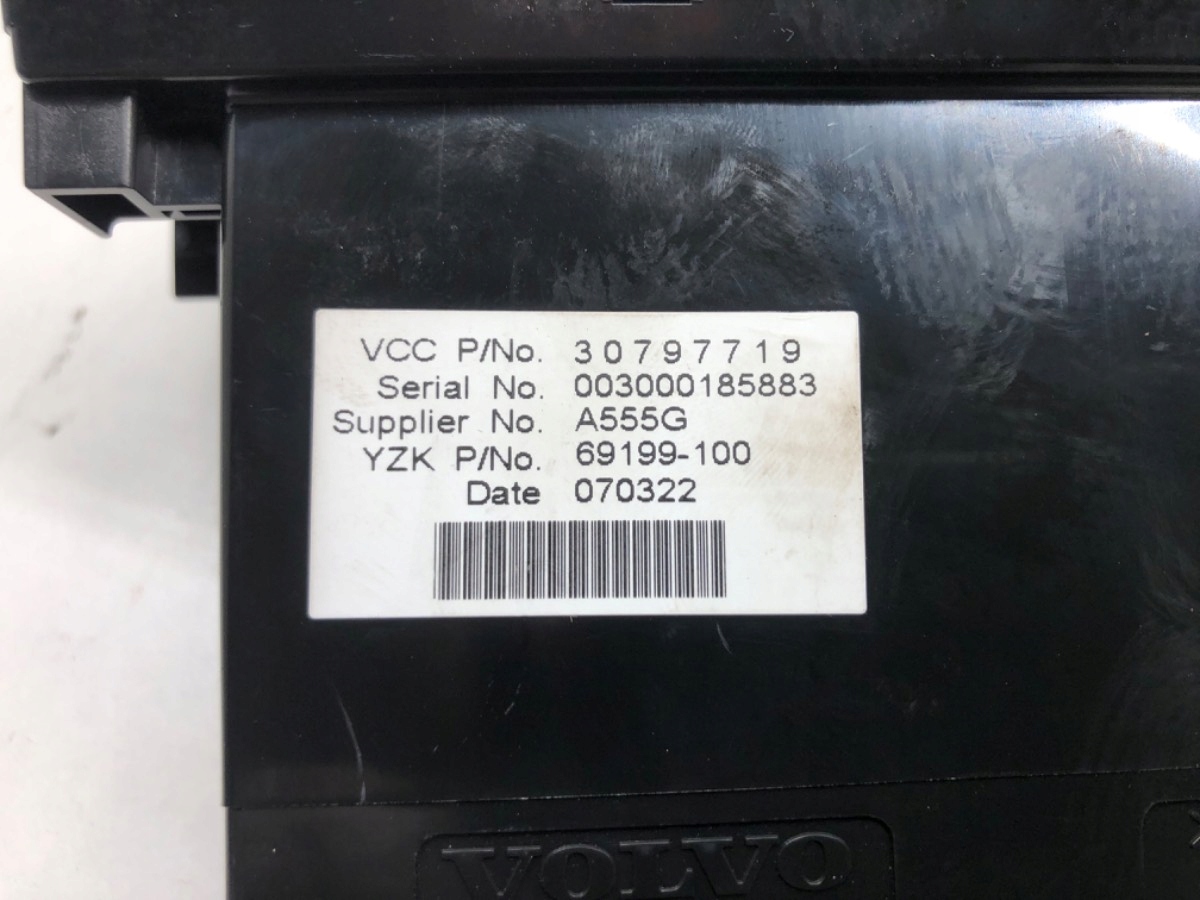 VCC P/No. 30797719
Serial No. 003000185883
Supplier No. A555G
YZK P/No. 69199-100
Date 070322
VOLVO